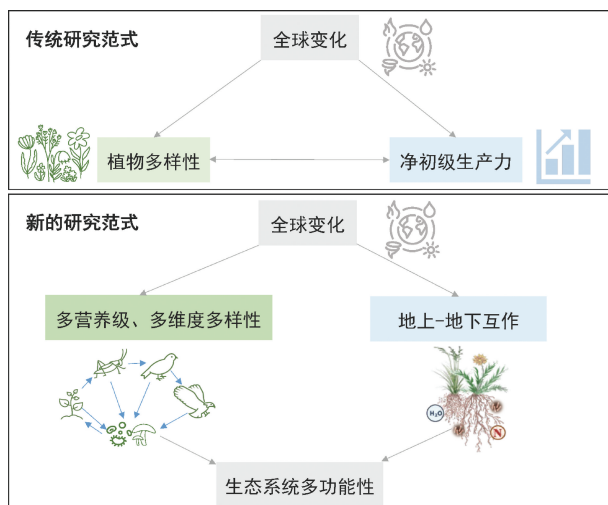 传统研究范式
全球变化
植物多样性
净初级生产力
新的研究范式
全球变化
多营养级、多维度多样性
地上-地下互作
H₂O
N
生态系统多功能性